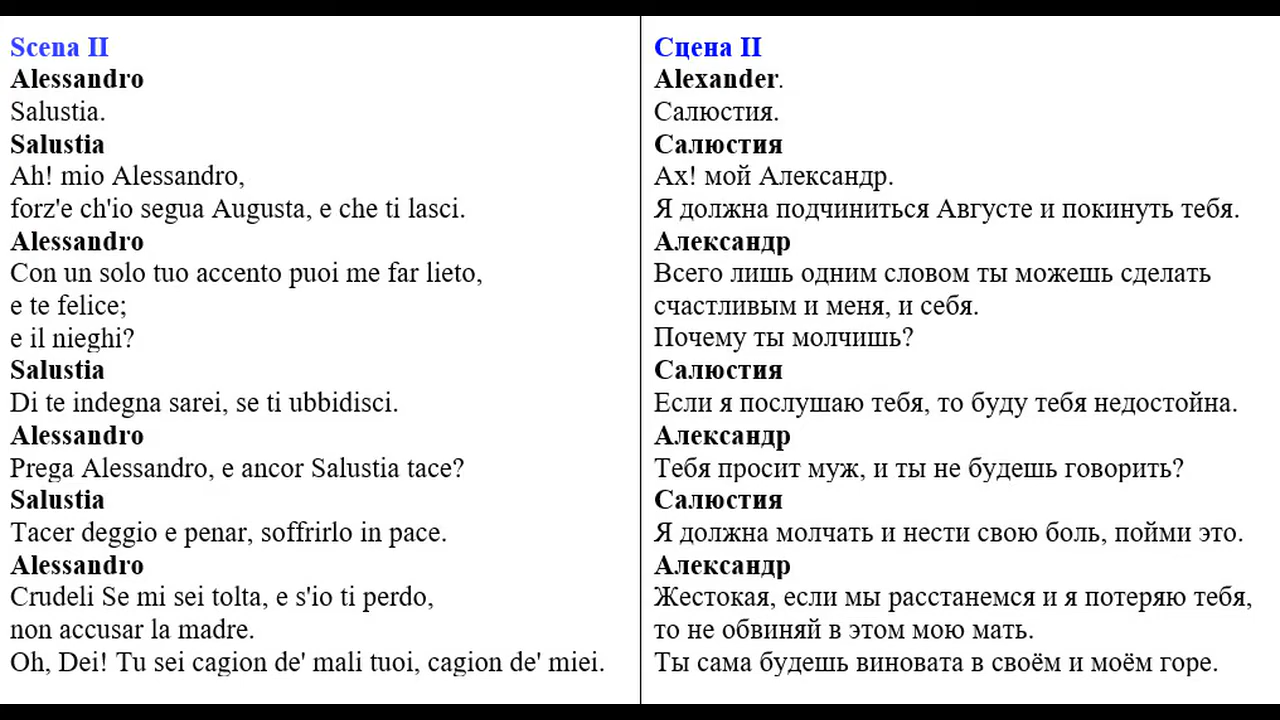 Scena II
Alessandro
Salustia.
Salustia
Ah! mio Alessandro,
forz'e ch'io segua Augusta, e che ti lasci.
Alessandro
Con un solo tuo accento puoi me far lieto,
e te felice;
e il nieghi?
Salustia
Di te indegna sarei, se ti ubbidisci.
Alessandro
Prega Alessandro, e ancor Salustia tace?
Salustia
Tacer deggio e penar, soffrirlo in pace.
Alessandro
Crudeli Se mi sei tolta, e s'io ti perdo,
non accusar la madre.
Oh, Dei! Tu sei cagion de' mali tuoi, cagion de' miei.
Сцена II
Alexander.
Салюстия.
Салюстия
Ах! мой Александр.
Я должна подчиниться Августе и покинуть тебя.
Александр
Всего лишь одним словом ты можешь сделать
счастливым и меня, и себя.
Почему ты молчишь?
Салюстия
Если я послушаю тебя, то буду тебя недостойна.
Александр
Тебя просит муж, и ты не будешь говорить?
Салюстия
Я должна молчать и нести свою боль, пойми это.
Александр
Жестокая, если мы расстанемся и я потеряю тебя,
то не обвиняй в этом мою мать.
Ты сама будешь виновата в своём и моём горе.